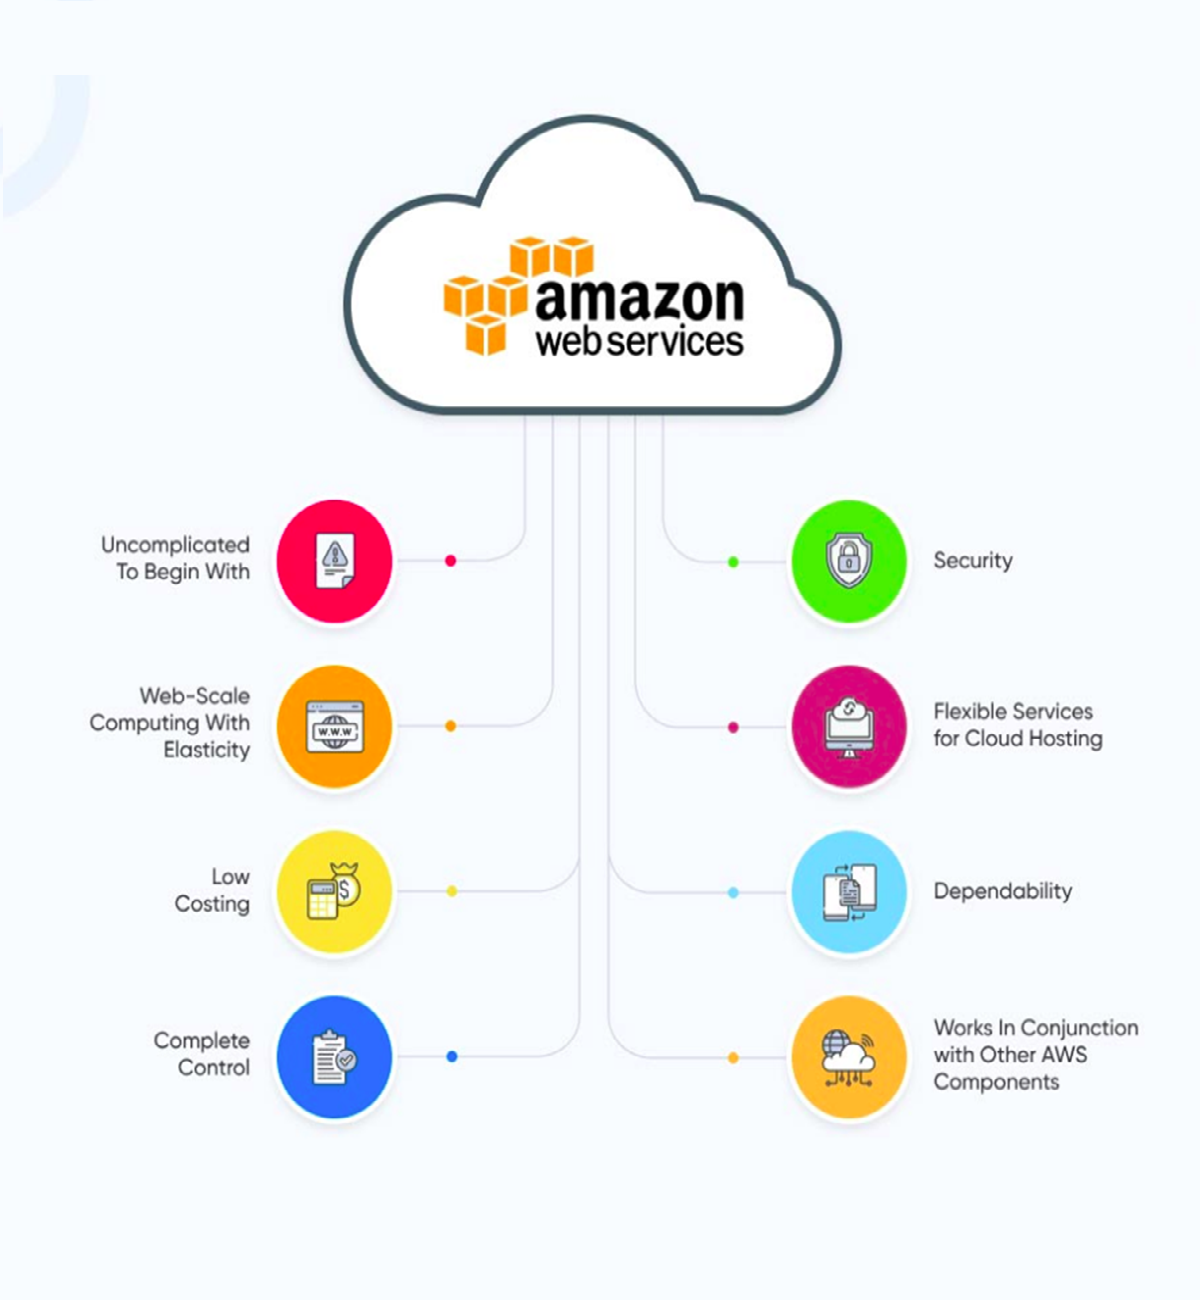 amazon
web services
Uncomplicated
To Begin With
Web-Scale
Computing With
Elasticity
W.W.W
Low
Costing
$
Complete
Control
Security
Flexible Services
for Cloud Hosting
Dependability
Works In Conjunction
with Other AWS
Components